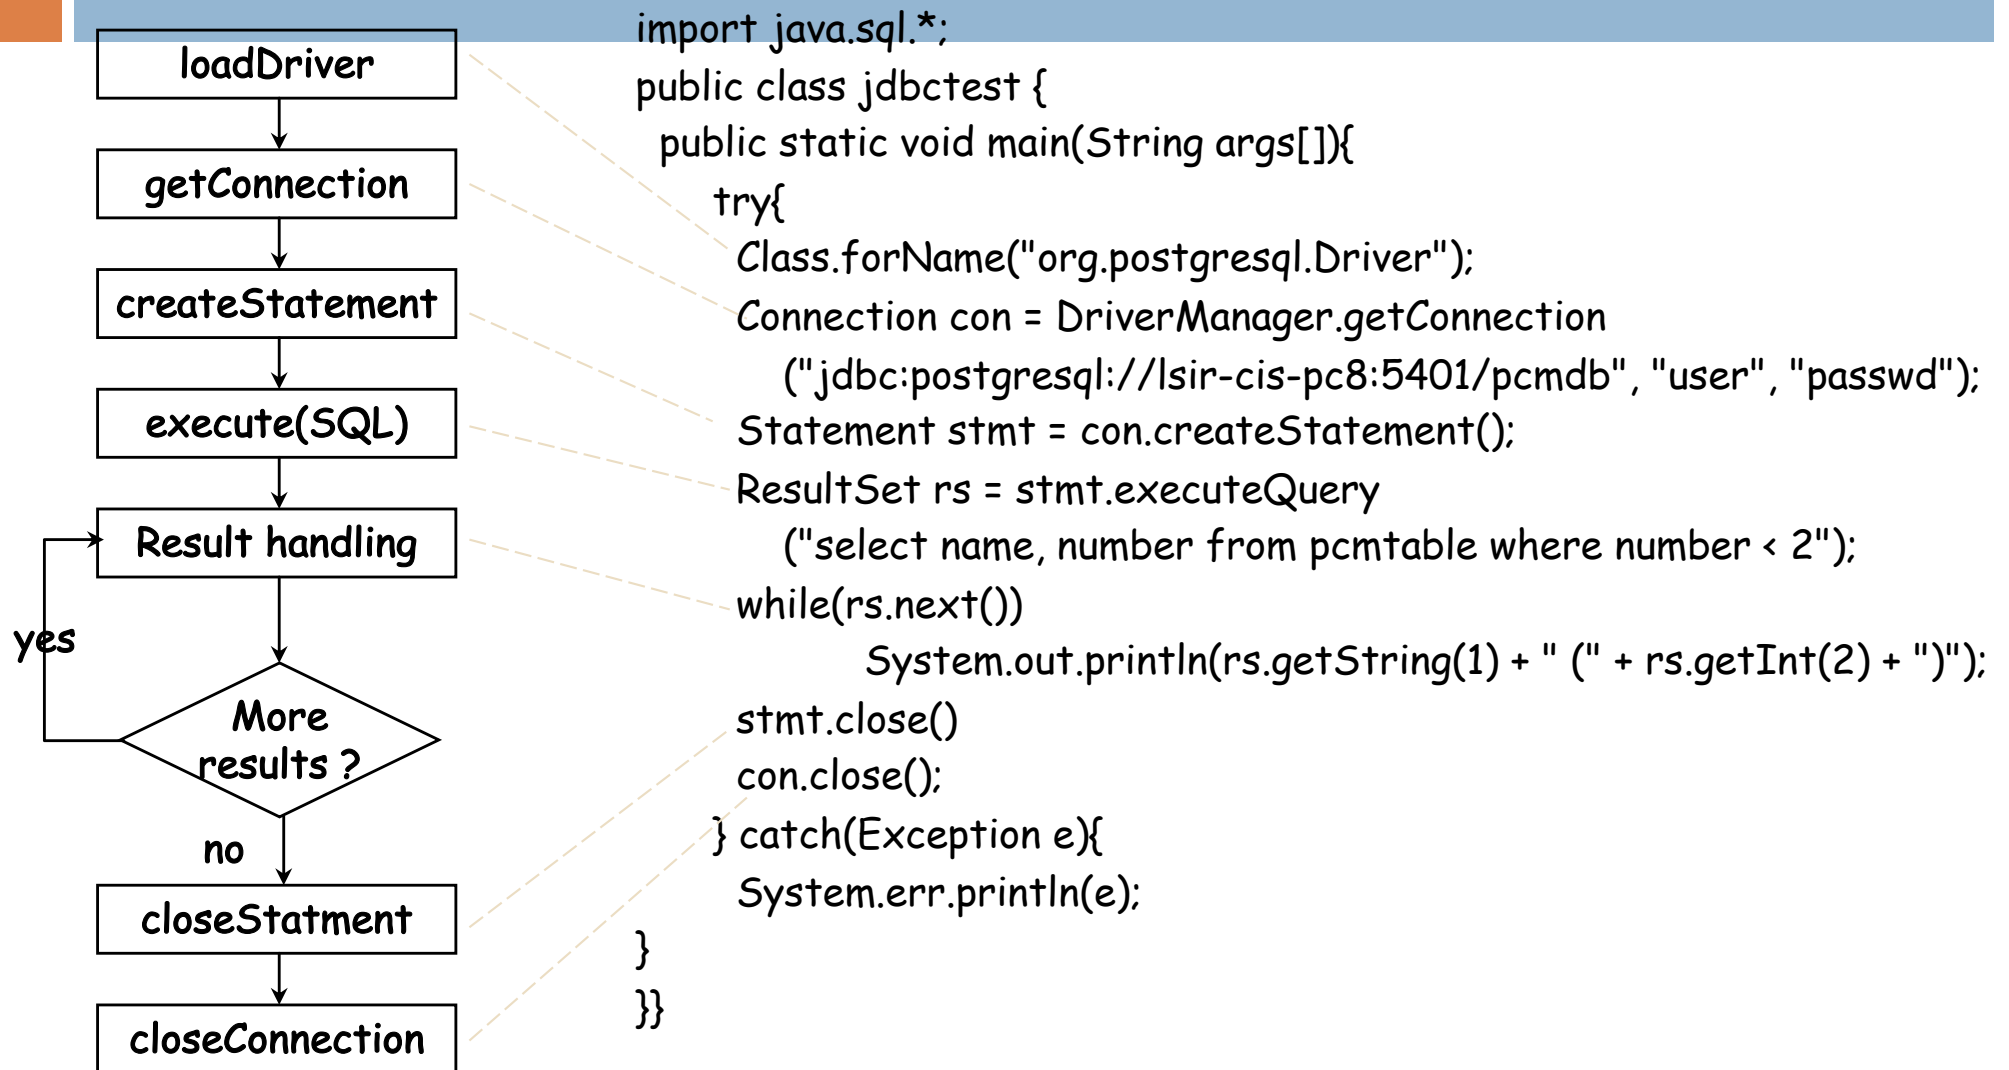 loadDriver
getConnection
createStatement
execute(SQL)
Result handling
yes
More
results ?
no
closeStatment
closeConnection
import java.sql.*;
public class jdbctest {
public static void main(String args[]){
try{
Class.forName("org.postgresql.Driver");
Connection con = DriverManager.getConnection
("jdbc:postgresql://lsir-cis-pc8:5401/pcmdb", "user", "passwd");
Statement stmt = con.createStatement();
ResultSet rs = stmt.executeQuery
("select name, number from pcmtable where number < 2");
while(rs.next())
System.out.println(rs.getString(1) + " (" + rs.getInt(2) + ")");
stmt.close()
con.close();
} catch(Exception e){
System.err.println(e);
}
}}